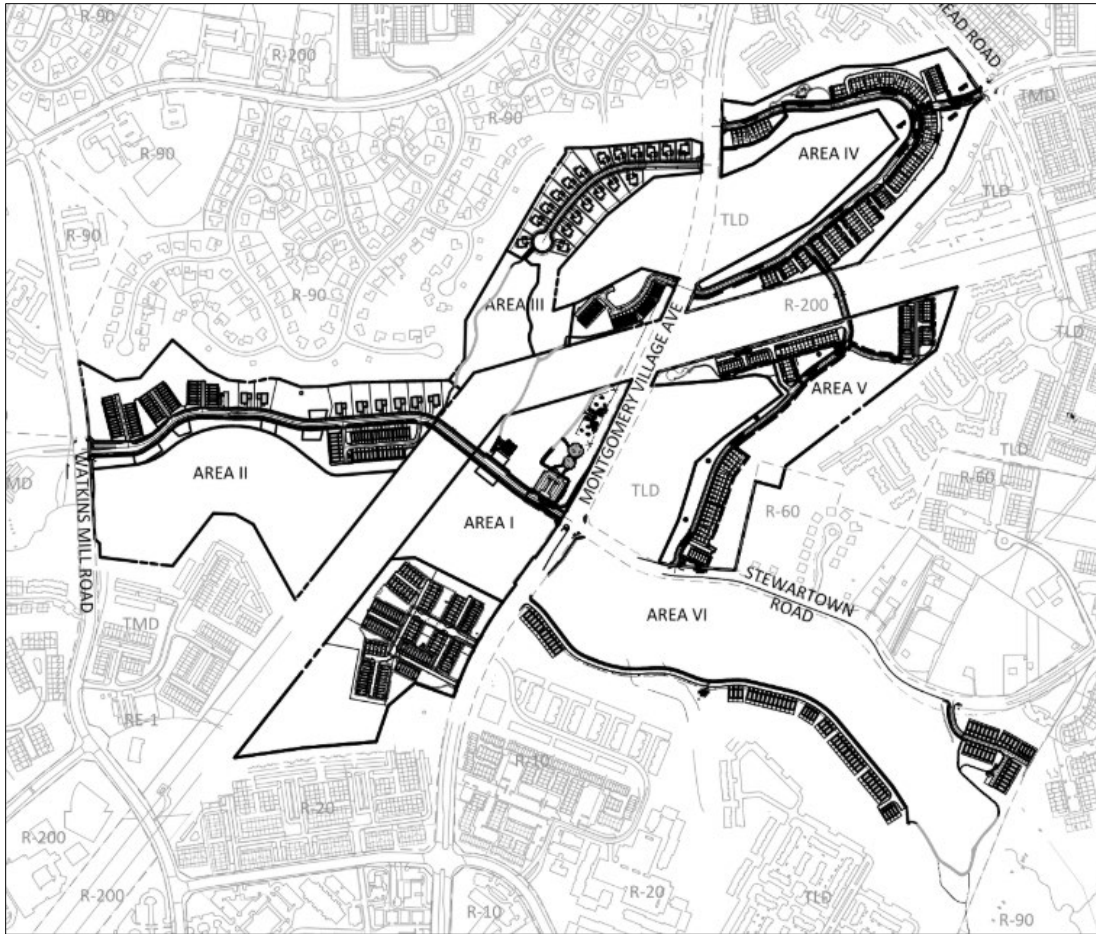 R-90
R-200
MEAD ROAD
TMD
R-90
R-90
AREA IV
TLD
TLD
R-90
R-90
AREA III
R-200
TLD
MONTGOMERY VILLAGE AVE
AREA V
WATKINS MILL ROAD
MD
AREA II
AREA I
TLD
R-60
TLD
R-60
STEWARTOWN
ROAD
AREA VI
TMD
RE-1
R-10
R-20
R-200
R-200
R-10
R-20
TLD
R-90